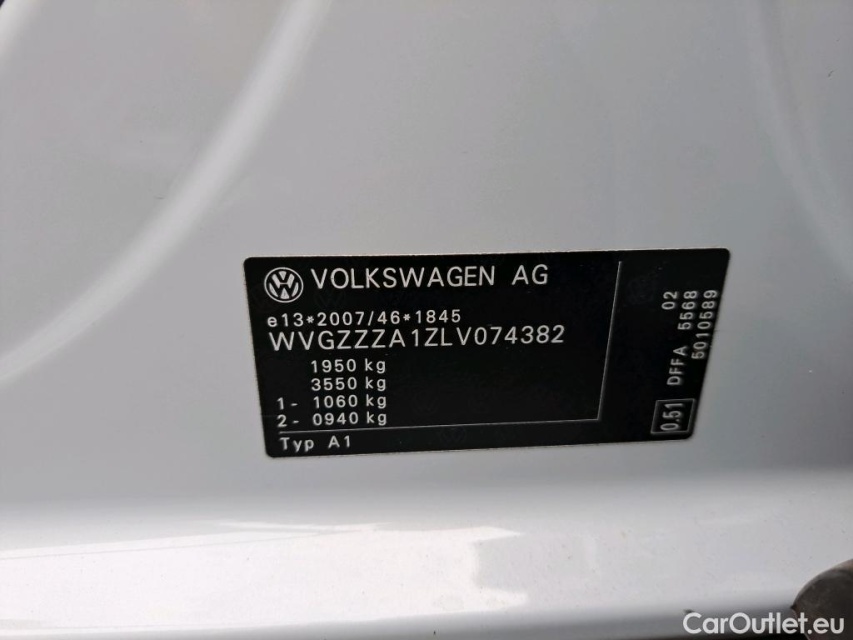 VOLKSWAGEN AG
e13*2007/46*1845
WVGZZZA1ZLV074382
1950 kg
3550 kg
1- 1060 kg
2- 0940 kg
Typ A1
02
DFFA 5568
5010589
0.51
CarOutlet.eu